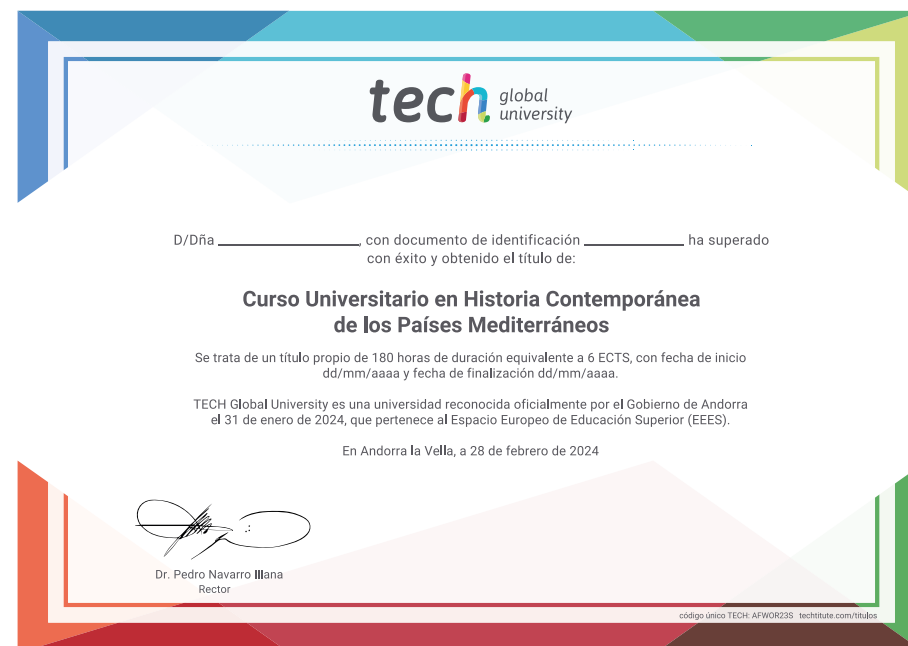 tech global
university
D/Dña ____________________, con documento de identificación ______________ ha superado
con éxito y obtenido el título de:
Curso Universitario en Historia Contemporánea
de los Países Mediterráneos
Se trata de un título propio de 180 horas de duración equivalente a 6 ECTS, con fecha de inicio
dd/mm/aaaa y fecha de finalización dd/mm/aaaa.
TECH Global University es una universidad reconocida oficialmente por el Gobierno de Andorra
el 31 de enero de 2024, que pertenece al Espacio Europeo de Educación Superior (EEES).
En Andorra la Vella, a 28 de febrero de 2024
Dr. Pedro Navarro Illana
Rector
código único TECH: AFWOR23S techtitute.com/titulos